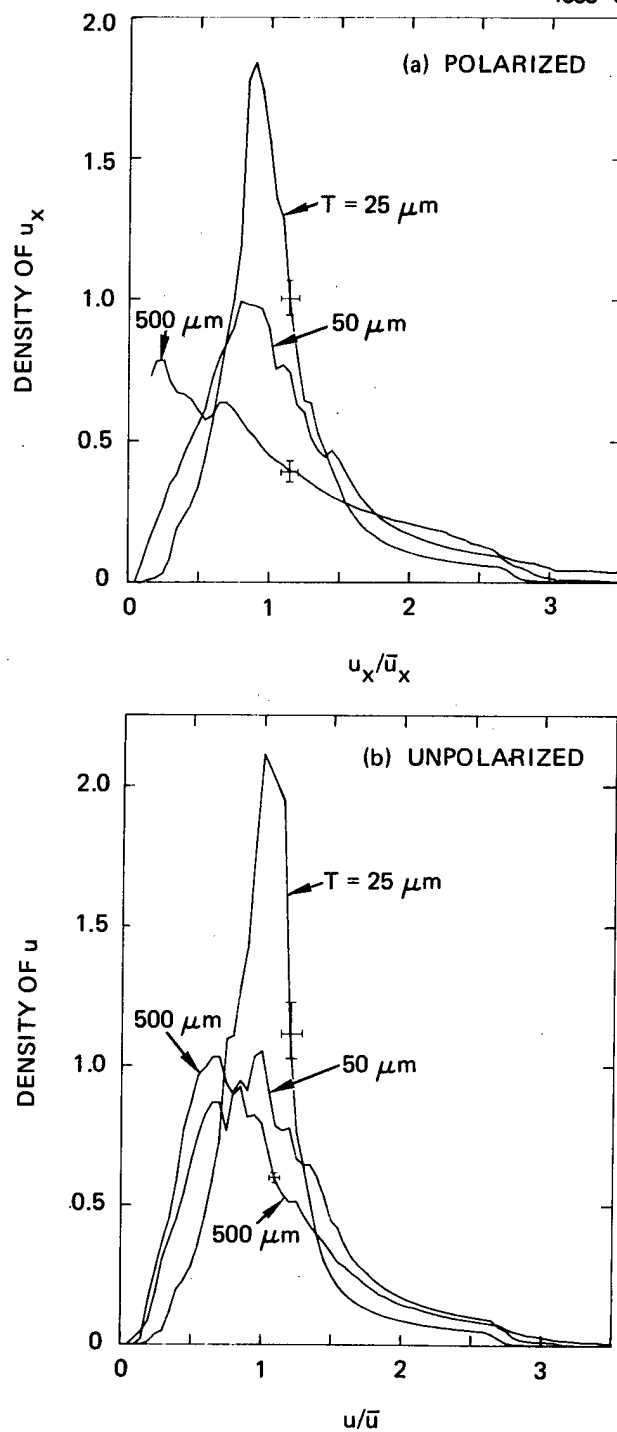 2.0
(a) POLARIZED
1.5
T = 25 μm
1.0
500 μm
50 μm
0.5
0
DENSITY OF u_x
0 1 2 3
u_x/ū_x
(b) UNPOLARIZED
2.0
T = 25 μm
1.5
500 μm
50 μm
1.0
0.5
500 μm
0
DENSITY OF u
0 1 2 3
u/ū